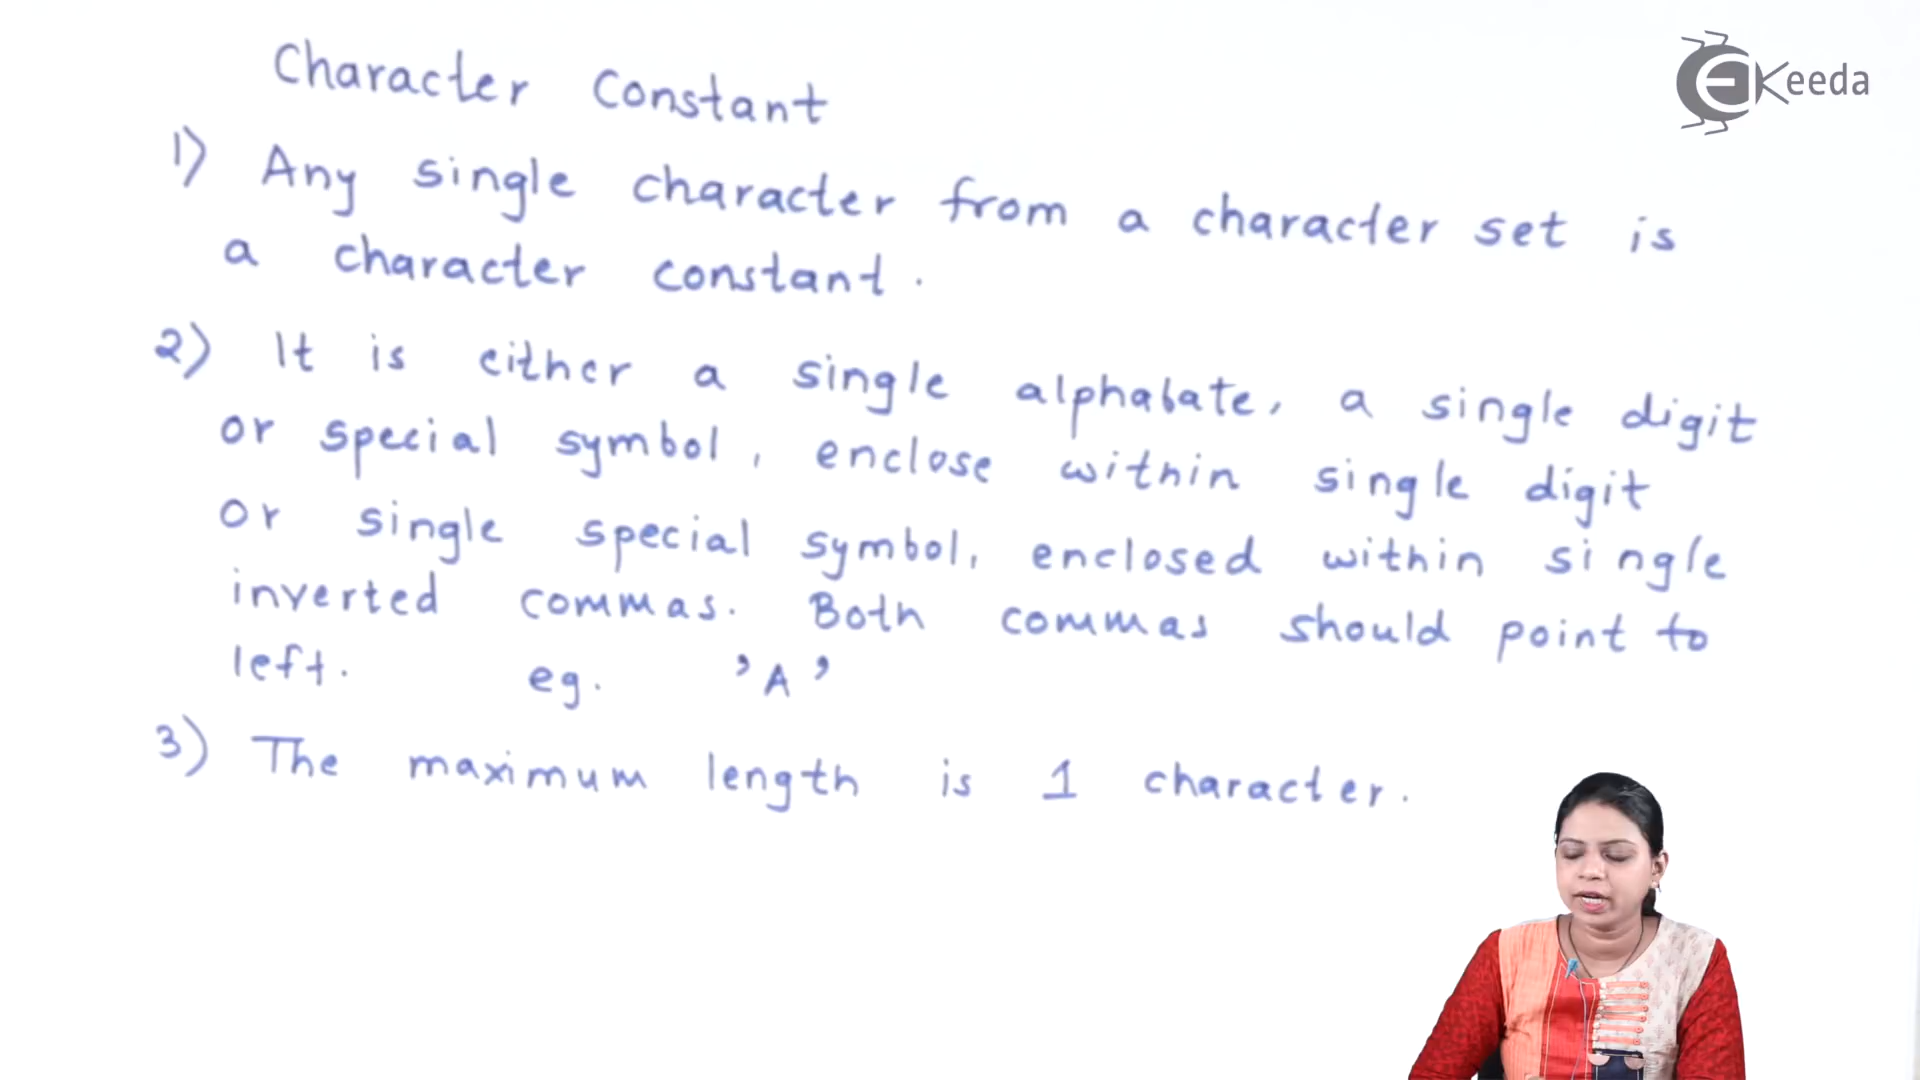 Character Constant
1) Any single character from a character set is
a character constant.
2) It is either a single alphabate, a single digit
or special symbol, enclose within single digit
or single special symbol, enclosed within single
inverted commas. Both commas should point to
left. eg. ’A’
3) The maximum length is 1 character.
EKeeda